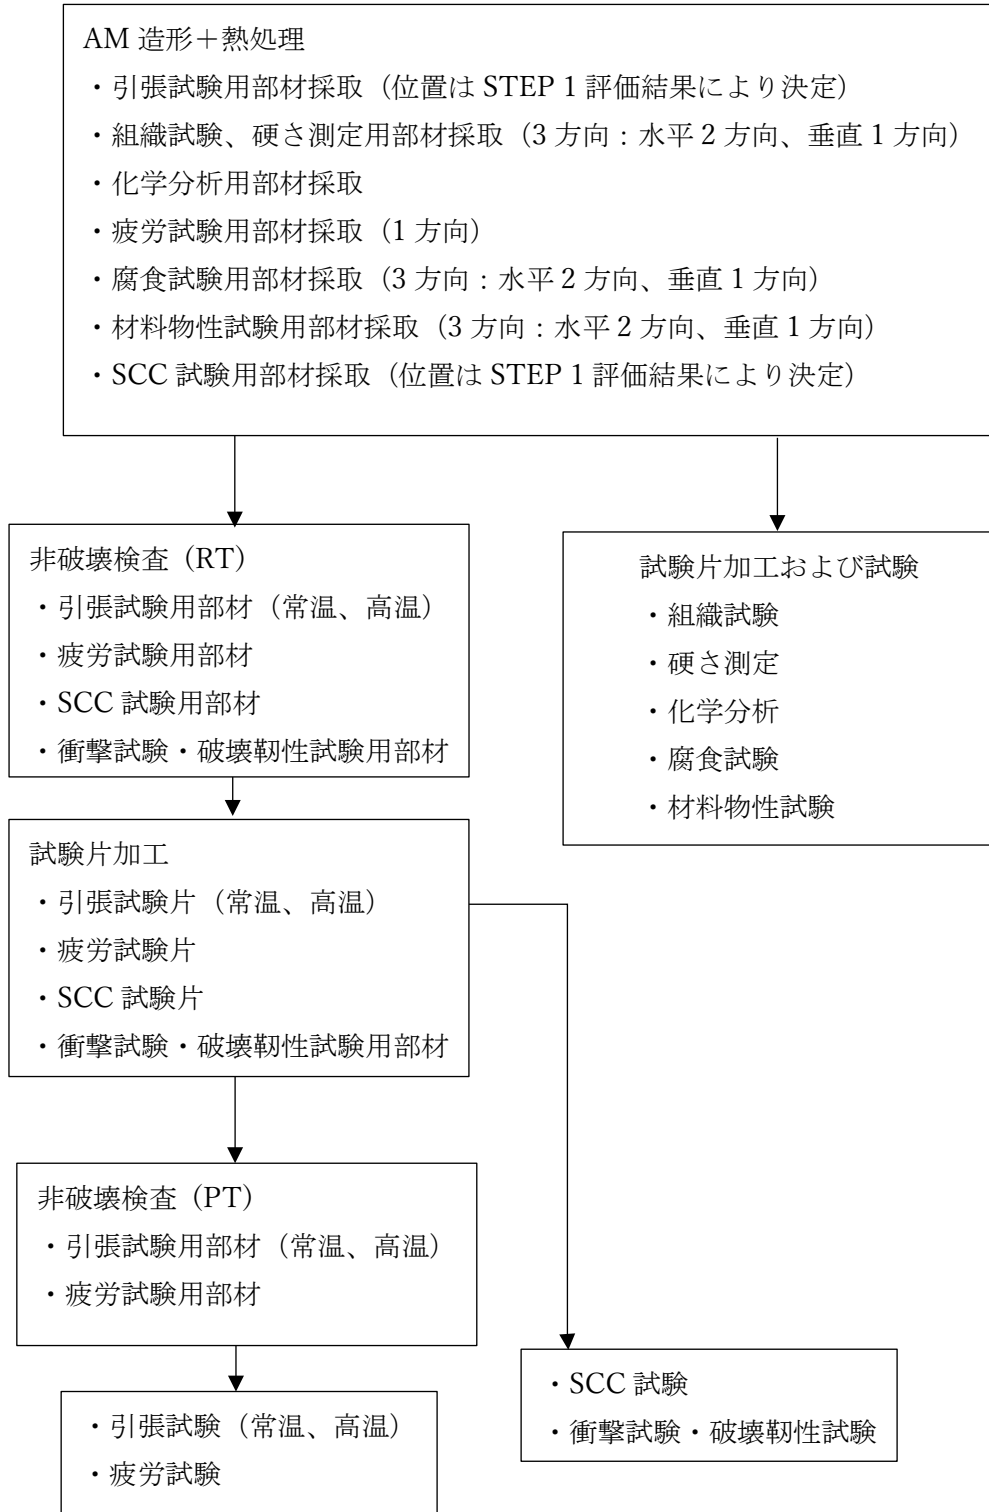 AM 造形＋熱処理
・引張試験用部材採取（位置は STEP 1 評価結果により決定）
・組織試験、硬さ測定用部材採取（3 方向：水平 2 方向、垂直 1 方向）
・化学分析用部材採取
・疲労試験用部材採取（1 方向）
・腐食試験用部材採取（3 方向：水平 2 方向、垂直 1 方向）
・材料物性試験用部材採取（3 方向：水平 2 方向、垂直 1 方向）
・SCC 試験用部材採取（位置は STEP 1 評価結果により決定）
非破壊検査（RT）
・引張試験用部材（常温、高温）
・疲労試験用部材
・SCC 試験用部材
・衝撃試験・破壊靭性試験用部材
試験片加工および試験
・組織試験
・硬さ測定
・化学分析
・腐食試験
・材料物性試験
試験片加工
・引張試験片（常温、高温）
・疲労試験片
・SCC 試験片
・衝撃試験・破壊靭性試験用部材
非破壊検査（PT）
・引張試験用部材（常温、高温）
・疲労試験用部材
・SCC 試験
・衝撃試験・破壊靭性試験
・引張試験（常温、高温）
・疲労試験